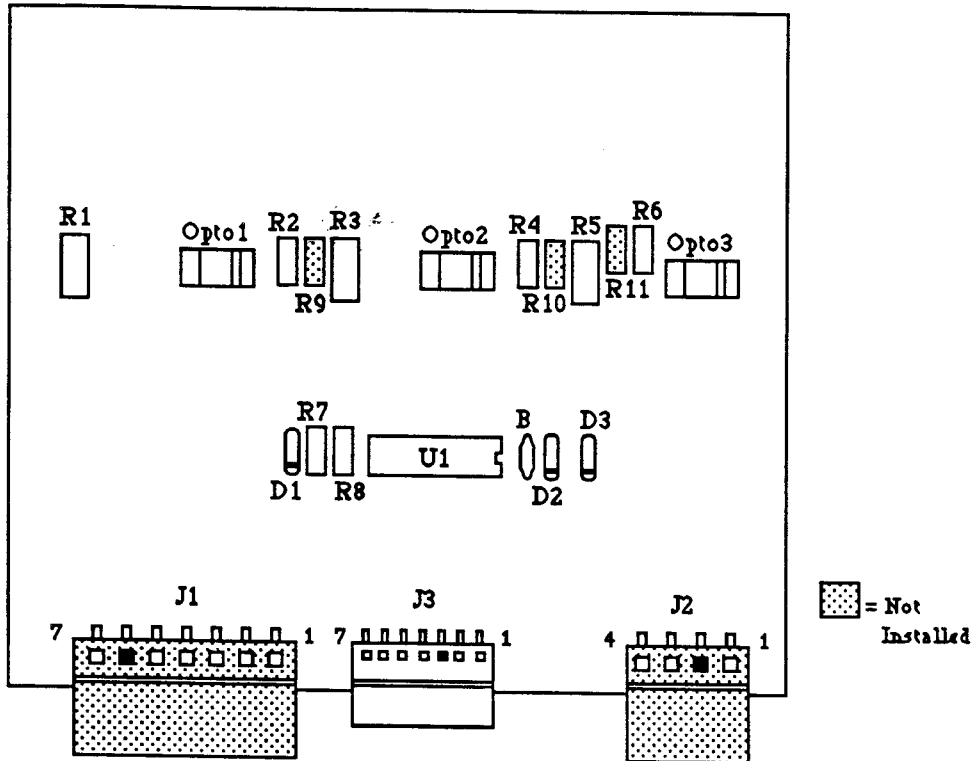 R1
Opto1
R2
R3
R9
Opto2
R4
R5
R6
R10
R11
Opto3
R7
D1
R8
U1
B
D2
D3
J1
7
1
J3
7
1
J2
4
1
= Not
Installed